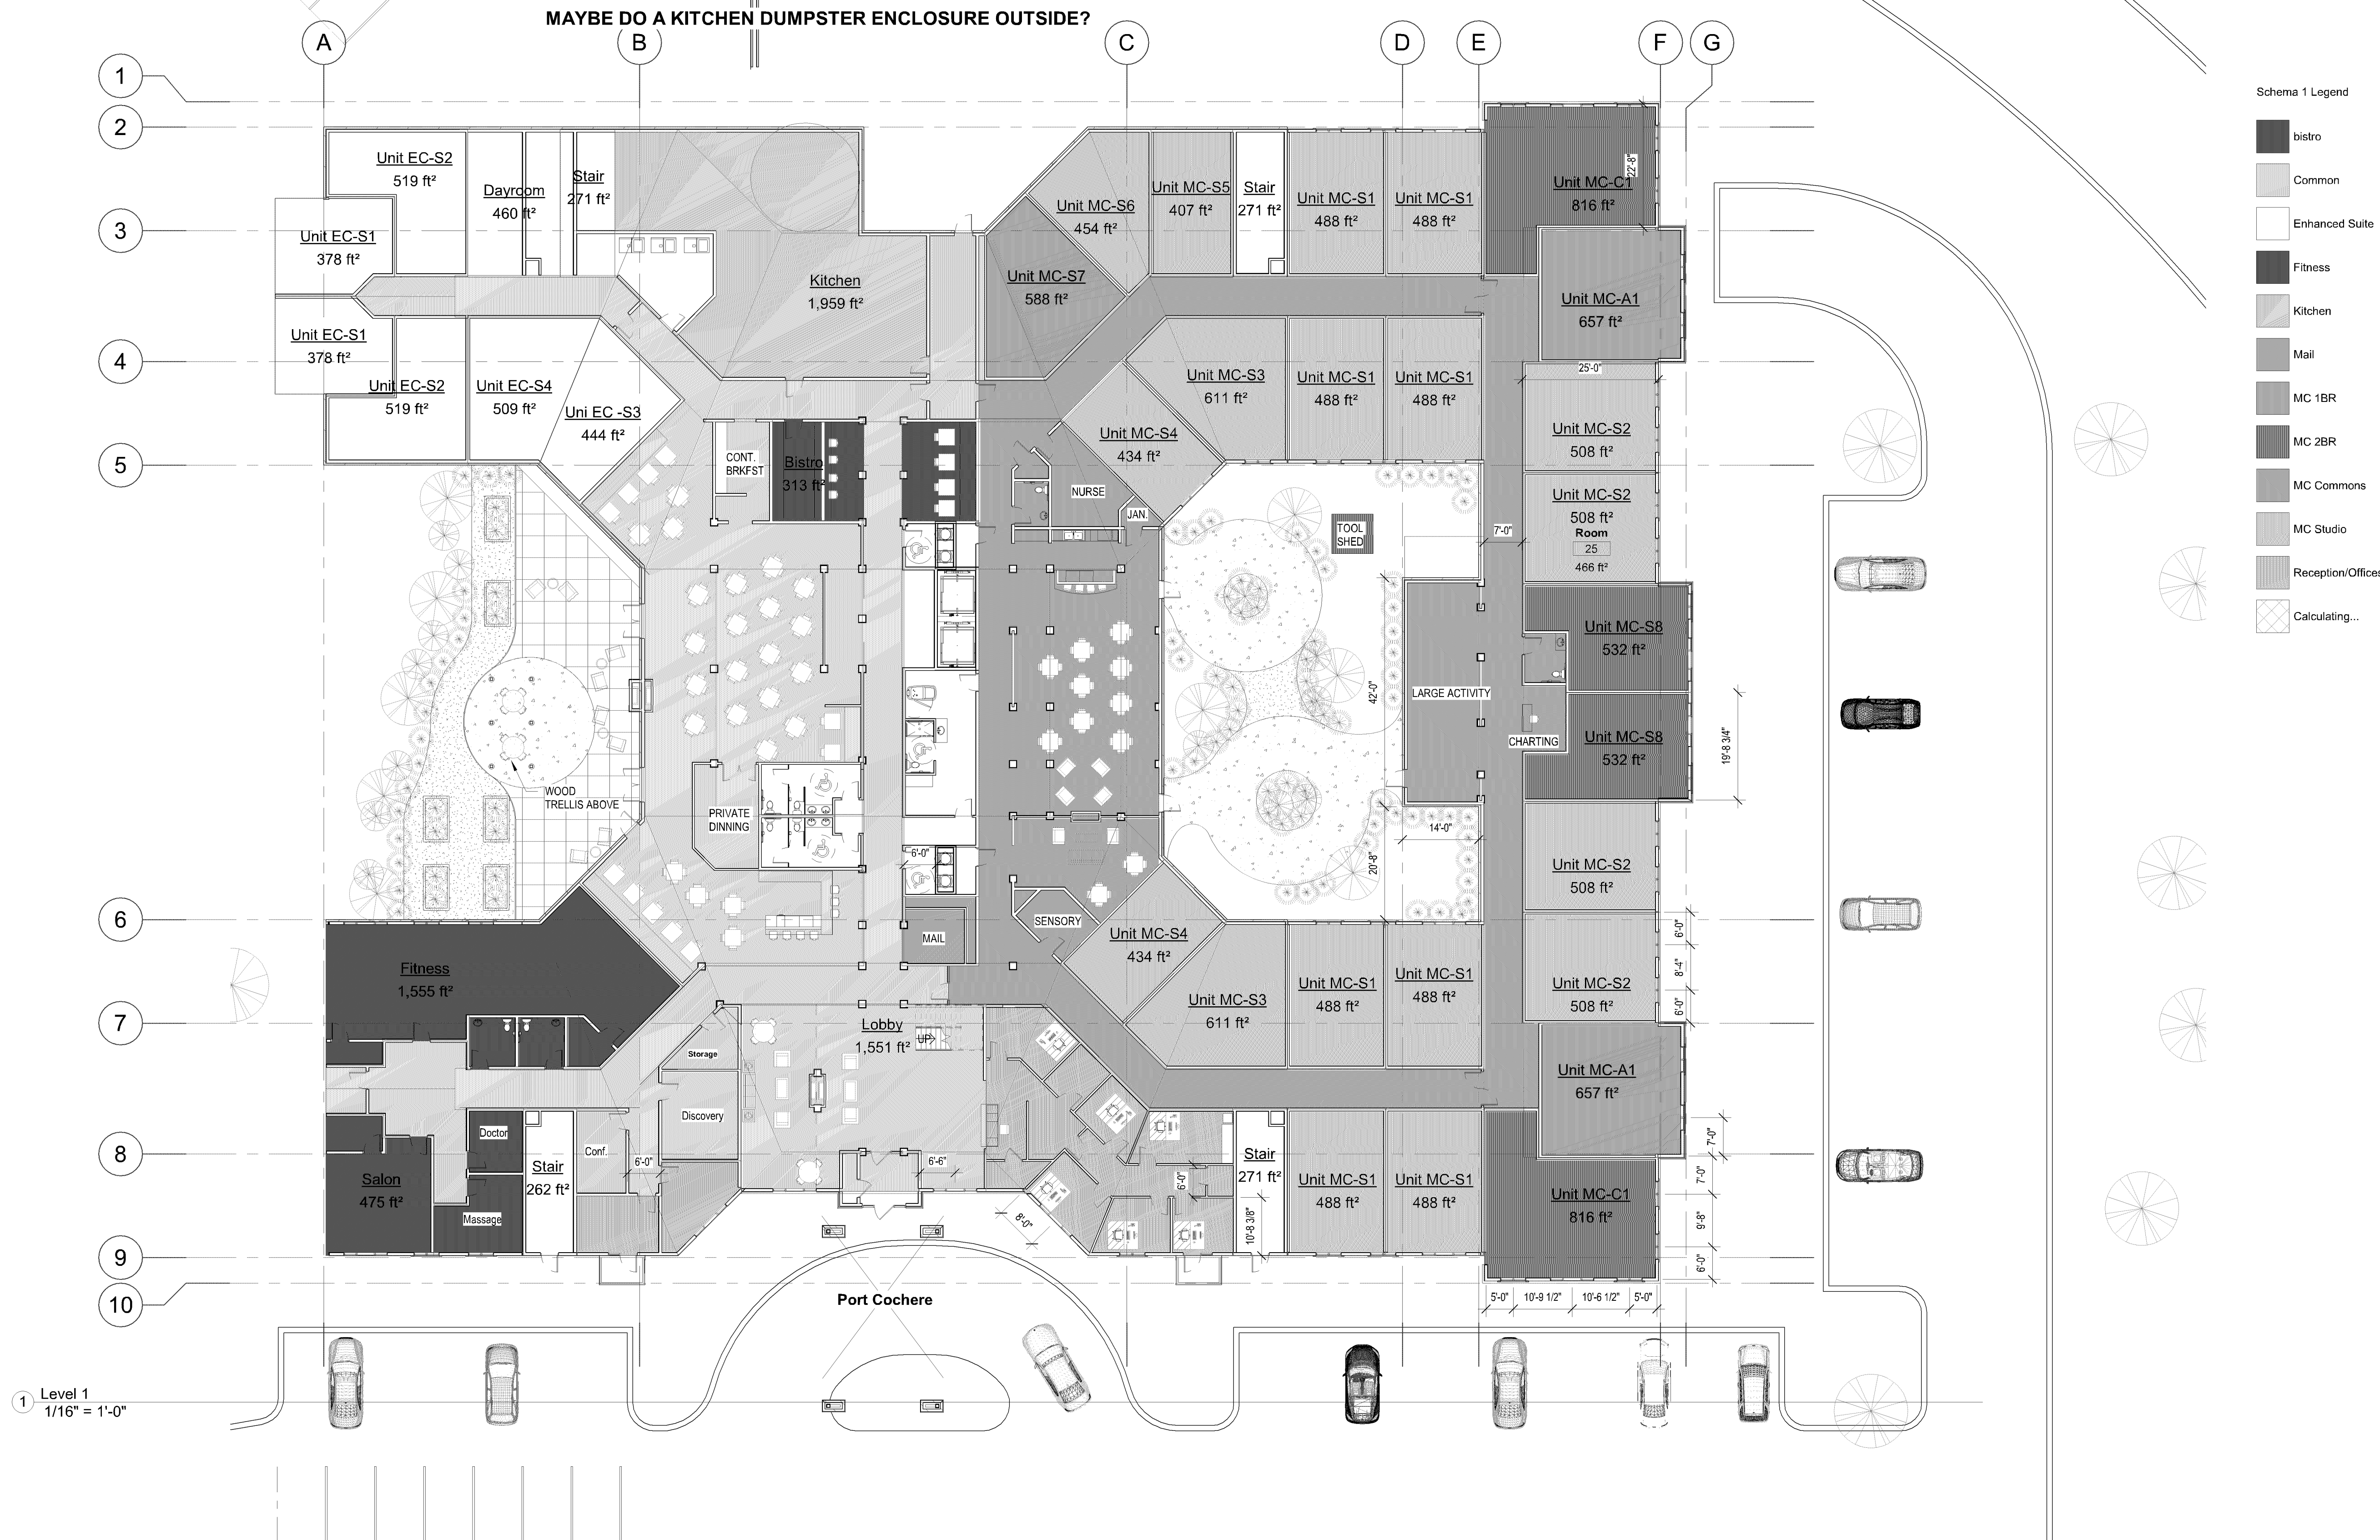 MAYBE DO A KITCHEN DUMPSTER ENCLOSURE OUTSIDE?
A
B
C
D
E
F
G
1
2
3
4
5
6
7
8
9
10
Unit EC-S2
519 ft²
Dayroom
460 ft²
Stair
271 ft²
Unit EC-S1
378 ft²
Kitchen
1,959 ft²
Unit EC-S1
378 ft²
Unit EC-S2
519 ft²
Unit EC-S4
509 ft²
Uni EC -S3
444 ft²
Unit MC-S6
454 ft²
Unit MC-S5
407 ft²
Stair
271 ft²
Unit MC-S1
488 ft²
Unit MC-S1
488 ft²
Unit MC-C1
816 ft²
22'-8"
Unit MC-S7
588 ft²
Unit MC-A1
657 ft²
Unit MC-S3
611 ft²
Unit MC-S1
488 ft²
Unit MC-S1
488 ft²
25'-0"
Unit MC-S4
434 ft²
Unit MC-S2
508 ft²
CONT.
BRKFST
Bistro
313 ft²
NURSE
JAN.
TOOL
SHED
7'-0"
Unit MC-S2
508 ft²
Room
25
466 ft²
Unit MC-S8
532 ft²
42'-0"
LARGE ACTIVITY
CHARTING
Unit MC-S8
532 ft²
19'-8 3/4"
WOOD
TRELLIS ABOVE
PRIVATE
DINNING
6'-0"
14'-0"
20'-8"
Unit MC-S2
508 ft²
MAIL
SENSORY
Unit MC-S4
434 ft²
6'-0"
8'-4"
6'-0"
Fitness
1,555 ft²
Unit MC-S3
611 ft²
Unit MC-S1
488 ft²
Unit MC-S1
488 ft²
Unit MC-S2
508 ft²
Lobby
1,551 ft²
UP
Storage
Discovery
Unit MC-A1
657 ft²
Doctor
Conf.
6'-0"
6'-6"
Stair
262 ft²
Salon
475 ft²
Massage
8'-0"
6'-0"
Stair
271 ft²
10'-8 3/8"
Unit MC-S1
488 ft²
Unit MC-S1
488 ft²
Unit MC-C1
816 ft²
7'-0"
7'-0"
9'-8"
6'-0"
5'-0"
10'-9 1/2"
10'-6 1/2"
5'-0"
Port Cochere
1
Level 1
1/16" = 1'-0"
Schema 1 Legend
bistro
Common
Enhanced Suite
Fitness
Kitchen
Mail
MC 1BR
MC 2BR
MC Commons
MC Studio
Reception/Offices
Calculating...